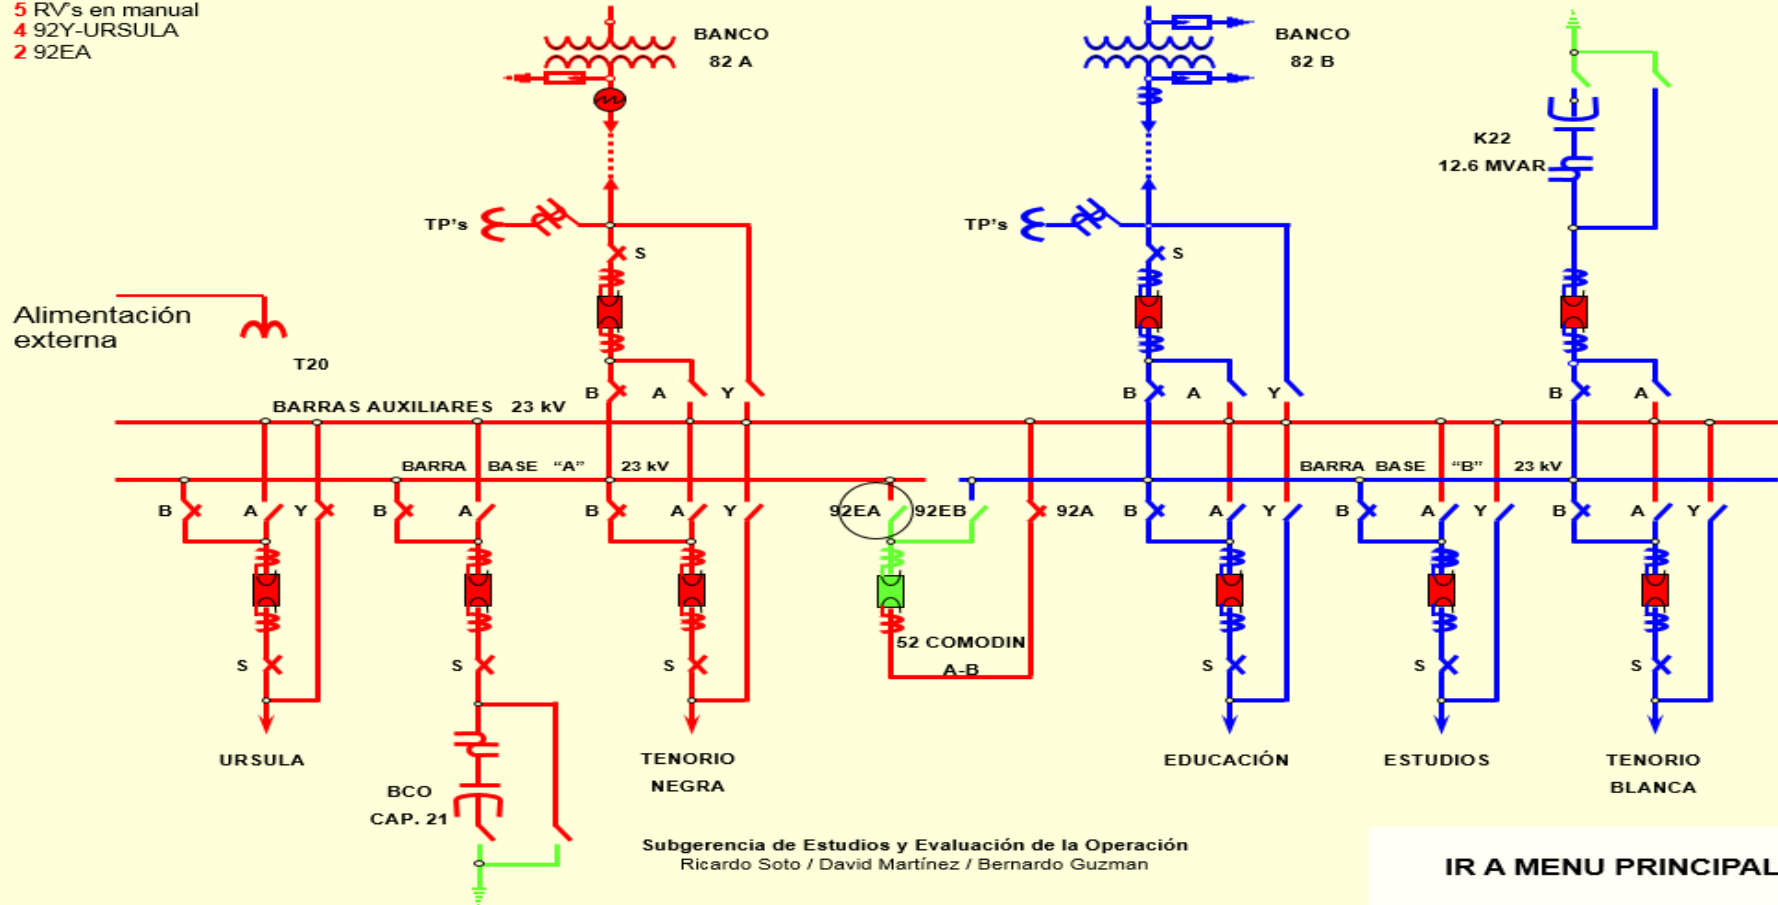 5 RV's en manual
4 92Y-URSULA
2 92EA
BANCO
82 A
BANCO
82 B
K22
12.6 MVAR
TP's
TP's
S
S
Alimentación
externa
T20
B
A
Y
B
A
Y
B
A
BARRAS AUXILIARES 23 kV
BARRA BASE “A” 23 kV
BARRA BASE “B” 23 kV
B
A
Y
B
A
B
A
Y
92EA
92EB
92A
B
A
Y
B
A
Y
B
A
Y
52 COMODIN
A-B
S
S
S
S
S
S
URSULA
BCO
CAP. 21
TENORIO
NEGRA
EDUCACIÓN
ESTUDIOS
TENORIO
BLANCA
Subgerencia de Estudios y Evaluación de la Operación
Ricardo Soto / David Martínez / Bernardo Guzman
IR A MENU PRINCIPAL